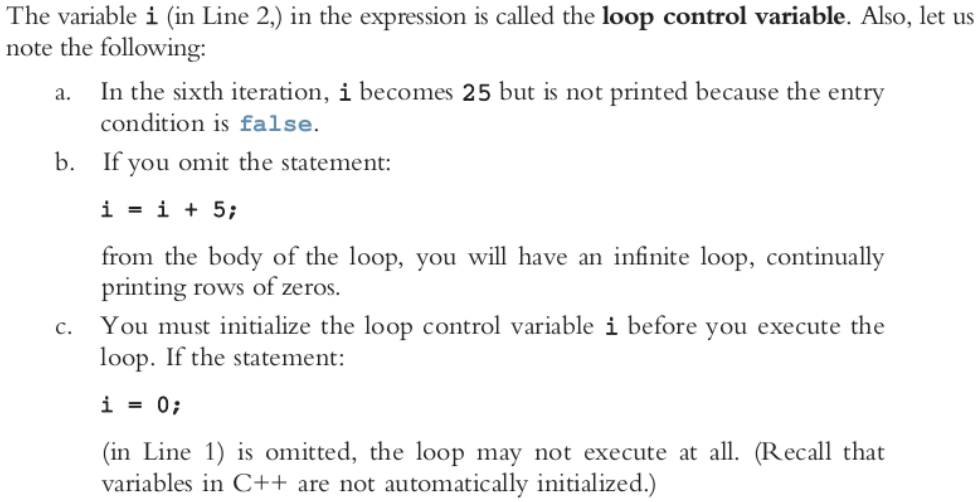 The variable i (in Line 2,) in the expression is called the loop control variable. Also, let us
note the following:
a. In the sixth iteration, i becomes 25 but is not printed because the entry
condition is false.
b. If you omit the statement:
i = i + 5;
from the body of the loop, you will have an infinite loop, continually
printing rows of zeros.
c. You must initialize the loop control variable i before you execute the
loop. If the statement:
i = 0;
(in Line 1) is omitted, the loop may not execute at all. (Recall that
variables in C++ are not automatically initialized.)